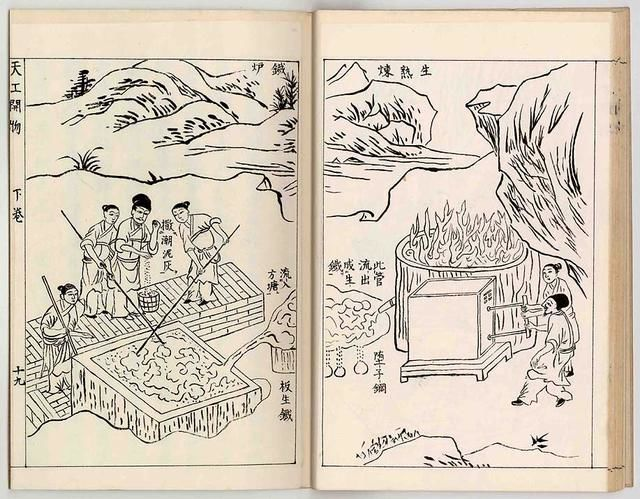 生熟煉
此管
流出
成生
鐵
堕子鋼
鐵炉
流入
方塘
撒潮泥灰
板生鐵
天工開物
下卷
十九